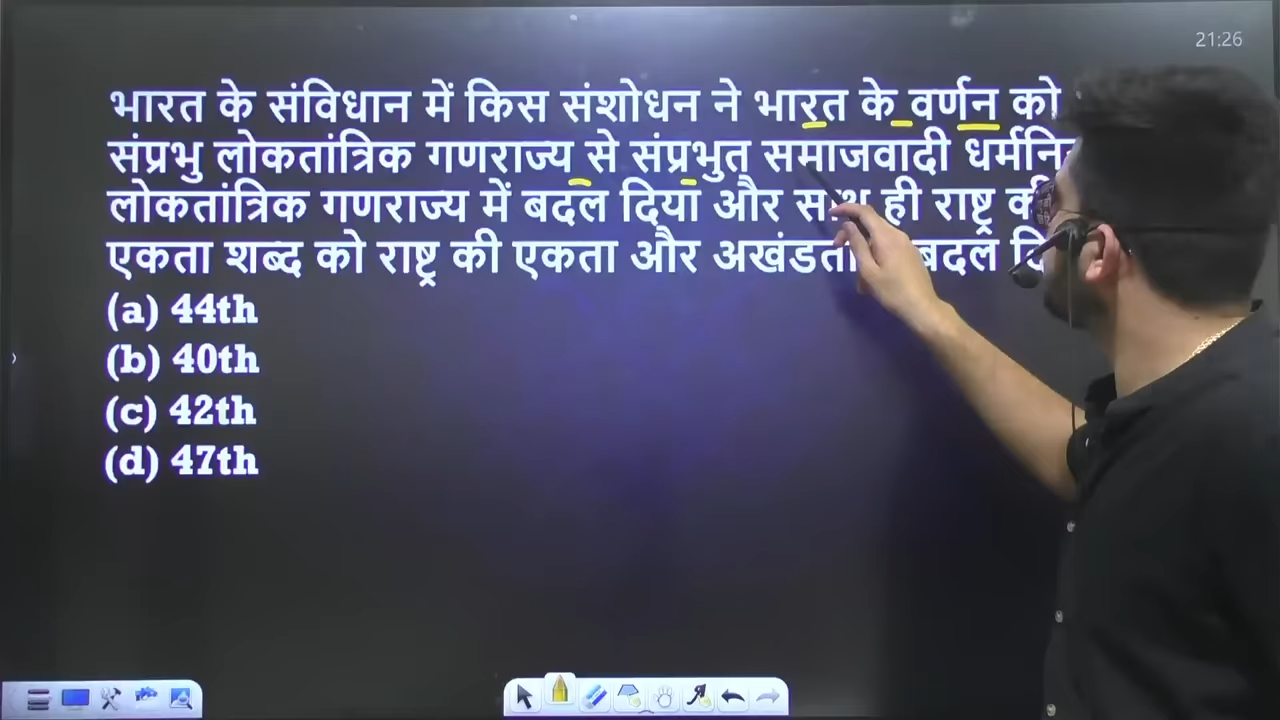 21:26
भारत के संविधान में किस संशोधन ने भारत के वर्णन को
संप्रभु लोकतांत्रिक गणराज्य से संप्रभुत समाजवादी
लोकतांत्रिक गणराज्य में बदल दिया और साथ ही राष्ट्र की
एकता शब्द को राष्ट्र की एकता और अखंडता बदल
(a) 44th
(b) 40th
(c) 42th
(d) 47th